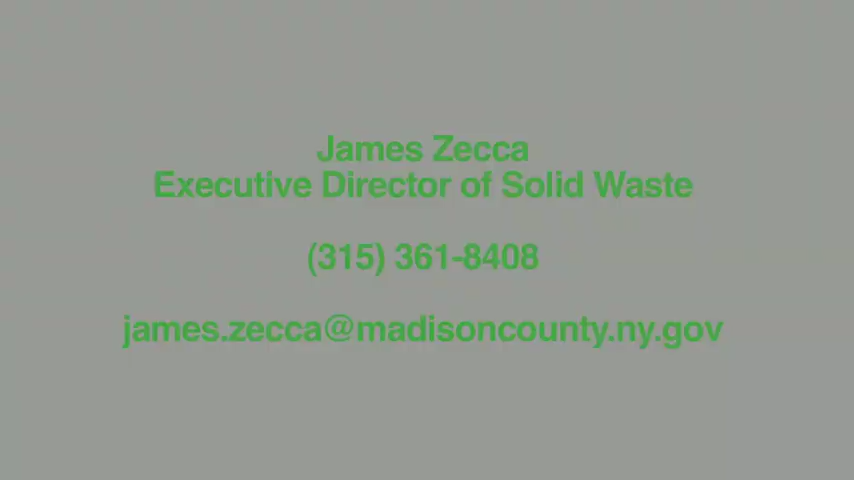 James Zecca
Executive Director of Solid Waste
(315) 361-8408
james.zecca@madisoncounty.ny.gov